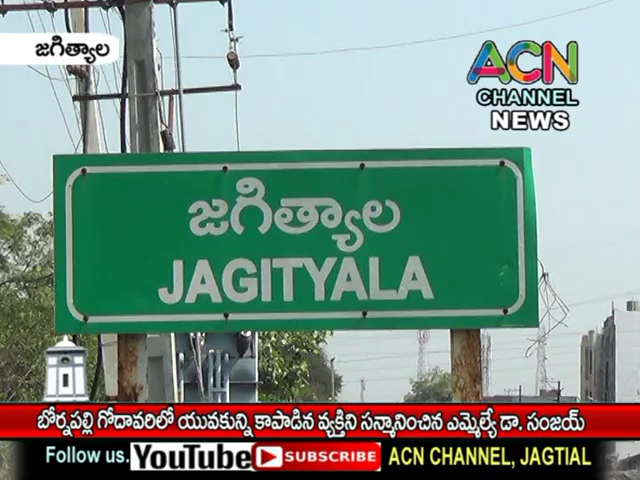 జగిత్యాల
ACN
CHANNEL
NEWS
జగిత్యాల
JAGITYALA
బోర్నపల్లి గోదావరిలో యువకున్ని కాపాడిన వ్యక్తిని సన్మానించిన ఎమ్మెల్యే డా. సంజయ్
Follow us. YouTube SUBSCRIBE ACN CHANNEL, JAGTIAL